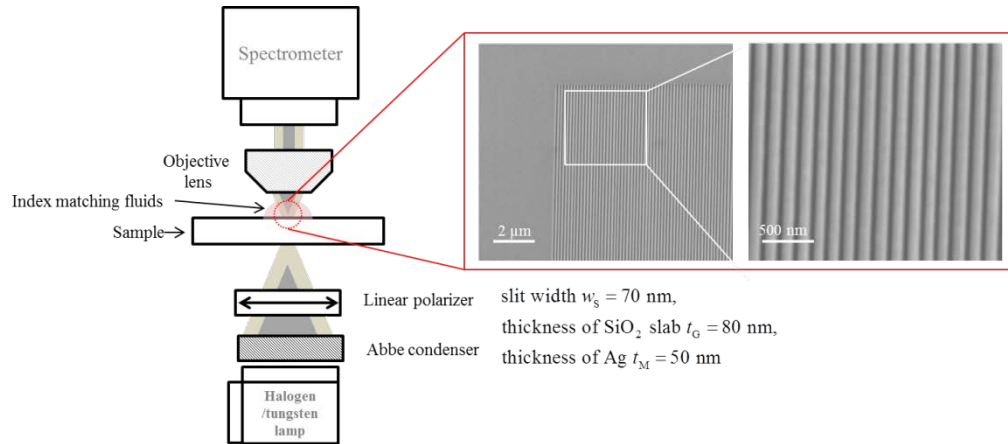 Spectrometer
Objective
lens
Index matching fluids
Sample
2 µm
500 nm
Linear polarizer
Abbe condenser
Halogen
/tungsten
lamp
slit width w_S = 70 nm,
thickness of SiO₂ slab t_G = 80 nm,
thickness of Ag t_M = 50 nm